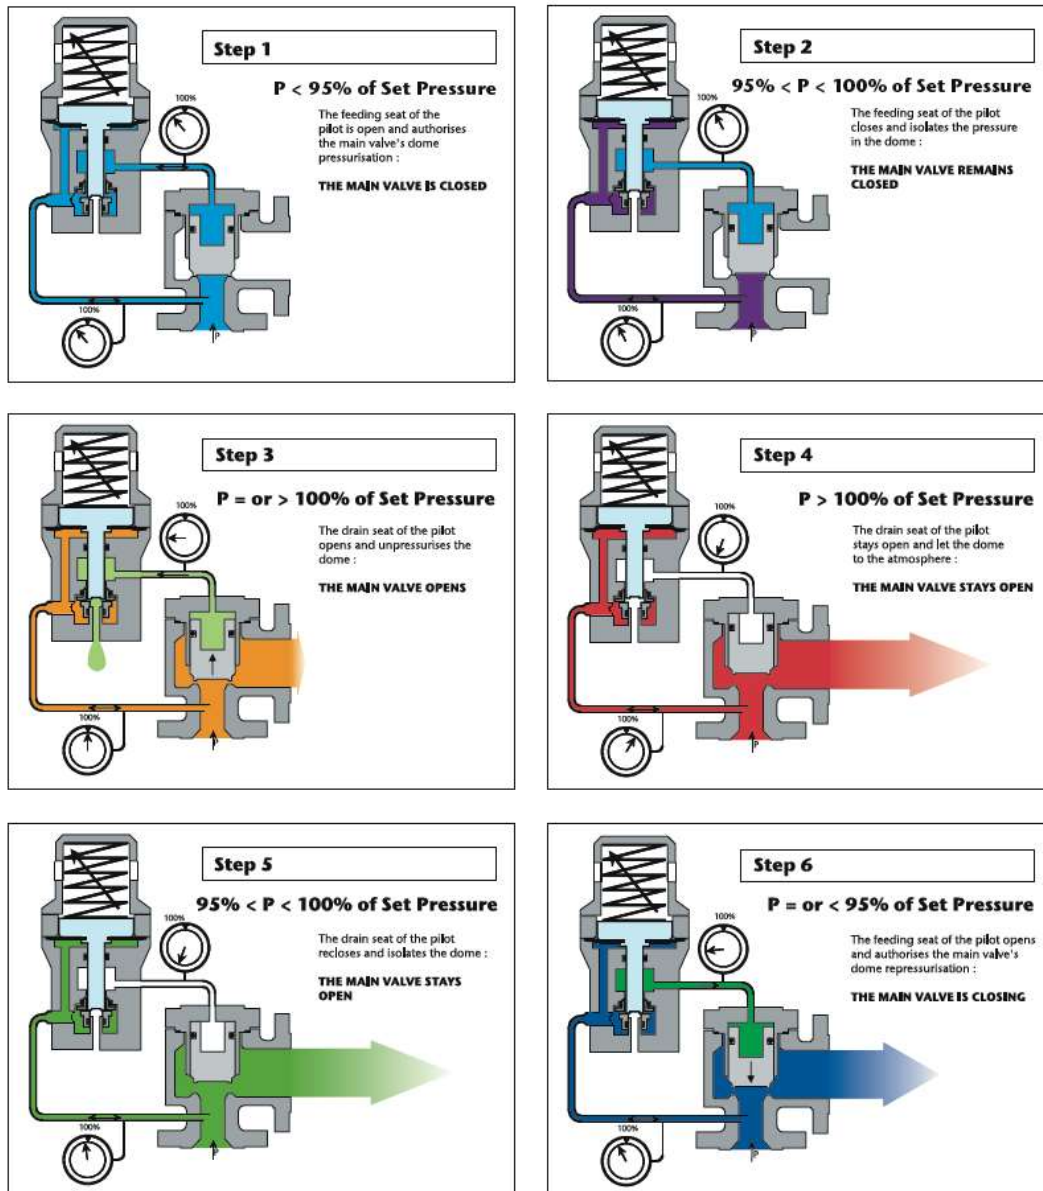 Step 1
P < 95% of Set Pressure
100%
The feeding seat of the
pilot is open and authorises
the main valve's dome
pressurisation :
THE MAIN VALVE IS CLOSED
100%
P
Step 2
95% < P < 100% of Set Pressure
100%
The feeding seat of the pilot
closes and isolates the pressure
in the dome :
THE MAIN VALVE REMAINS
CLOSED
100%
P
Step 3
P = or > 100% of Set Pressure
100%
The drain seat of the pilot
opens and unpressurises the
dome :
THE MAIN VALVE OPENS
100%
P
Step 4
P > 100% of Set Pressure
100%
The drain seat of the pilot
stays open and let the dome
to the atmosphere :
THE MAIN VALVE STAYS OPEN
100%
P
Step 5
95% < P < 100% of Set Pressure
100%
The drain seat of the pilot
recloses and isolates the dome :
THE MAIN VALVE STAYS
OPEN
100%
P
Step 6
P = or < 95% of Set Pressure
100%
The feeding seat of the pilot opens
and authorises the main valve's
dome repressurisation :
THE MAIN VALVE IS CLOSING
100%
P